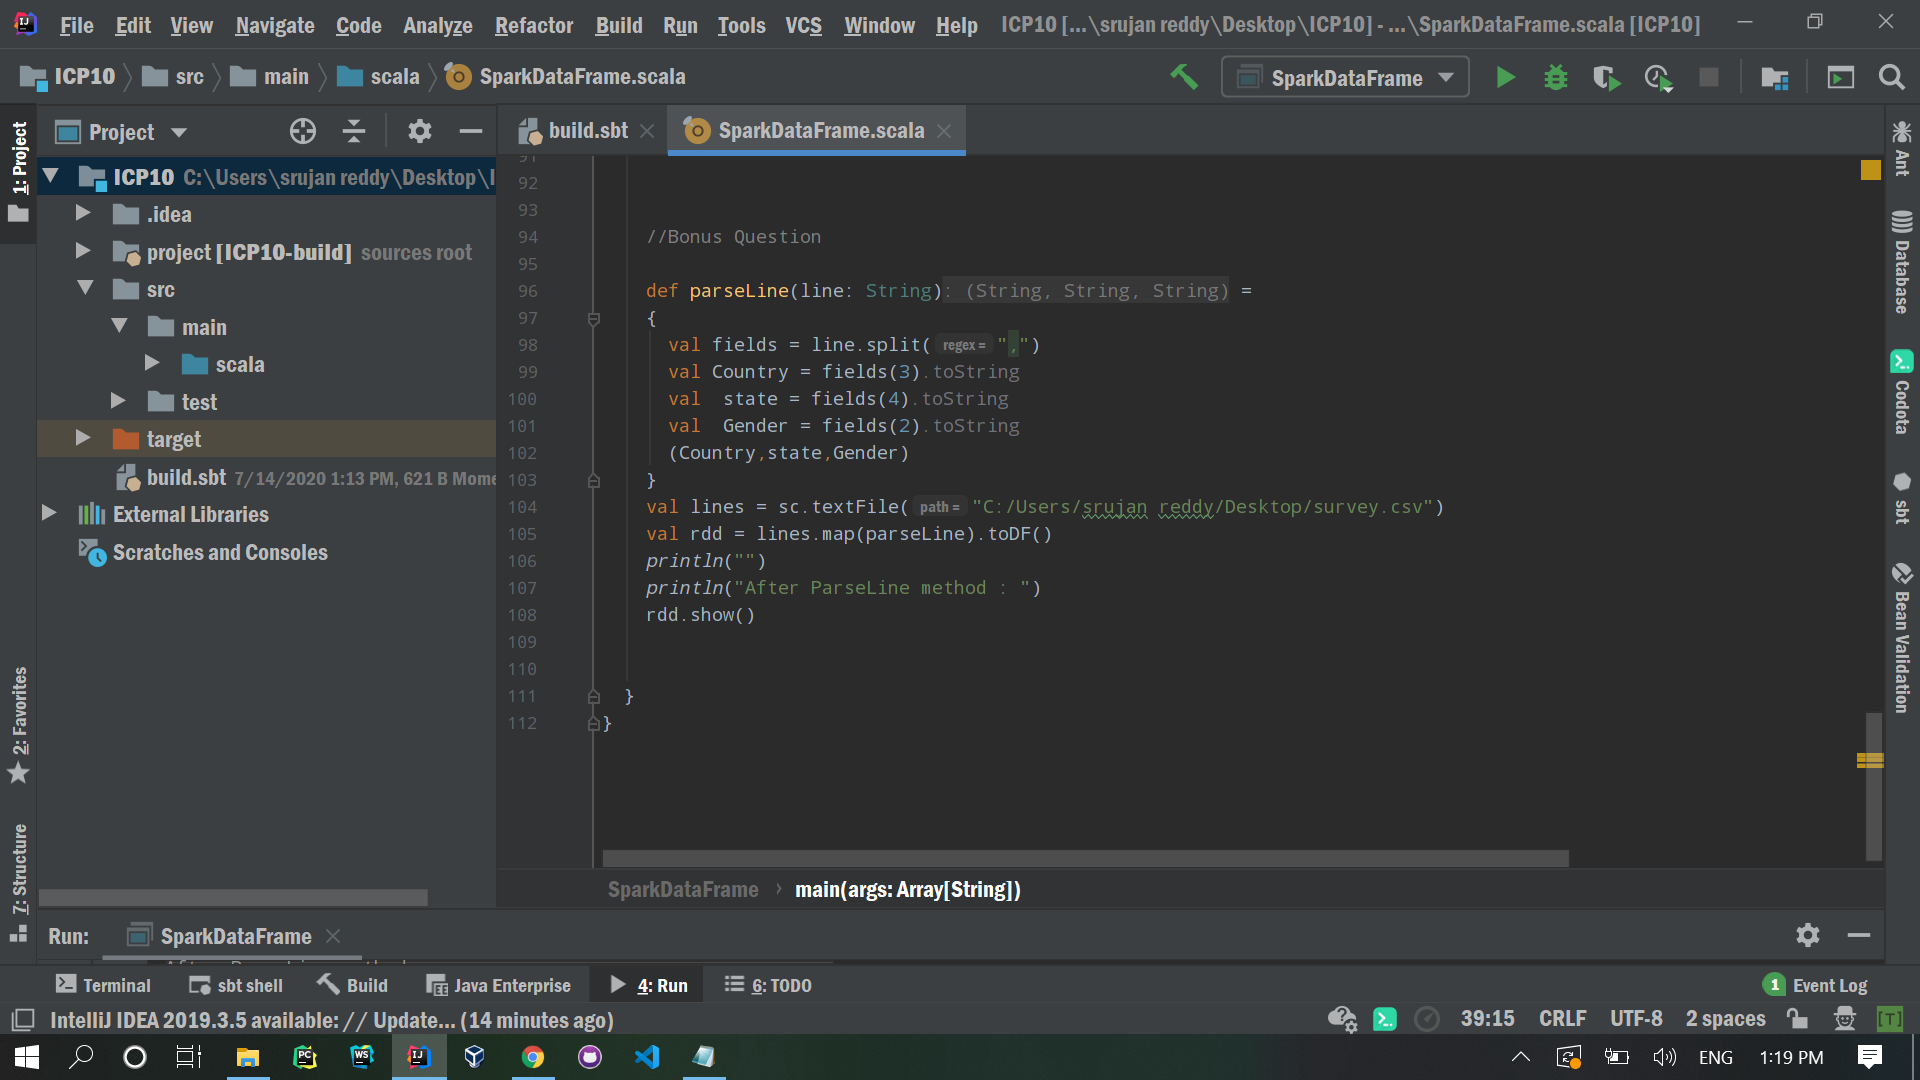 File Edit View Navigate Code Analyze Refactor Build Run Tools VCS Window Help ICP10 [...\srujan reddy\Desktop\ICP10] - ...\SparkDataFrame.scala [ICP10]
ICP10 src main scala SparkDataFrame.scala SparkDataFrame
Project
build.sbt SparkDataFrame.scala
1: Project
2: Favorites
7: Structure
ICP10 C:\Users\srujan reddy\Desktop\I
.idea
project [ICP10-build] sources root
src
main
scala
test
target
build.sbt 7/14/2020 1:13 PM, 621 B Mome
External Libraries
Scratches and Consoles
91
92
93
94 //Bonus Question
95
96 def parseLine(line: String): (String, String, String) =
97 {
98 val fields = line.split( regex = ",")
99 val Country = fields(3).toString
100 val  state = fields(4).toString
101 val  Gender = fields(2).toString
102 (Country,state,Gender)
103 }
104 val lines = sc.textFile( path = "C:/Users/srujan reddy/Desktop/survey.csv")
105 val rdd = lines.map(parseLine).toDF()
106 println("")
107 println("After ParseLine method : ")
108 rdd.show()
109
110
111 }
112 }
SparkDataFrame › main(args: Array[String])
Ant
Database
Codota
sbt
Bean Validation
Run: SparkDataFrame
Terminal sbt shell Build Java Enterprise 4: Run 6: TODO 1 Event Log
IntelliJ IDEA 2019.3.5 available: // Update... (14 minutes ago) 39:15 CRLF UTF-8 2 spaces [T]
ENG 1:19 PM